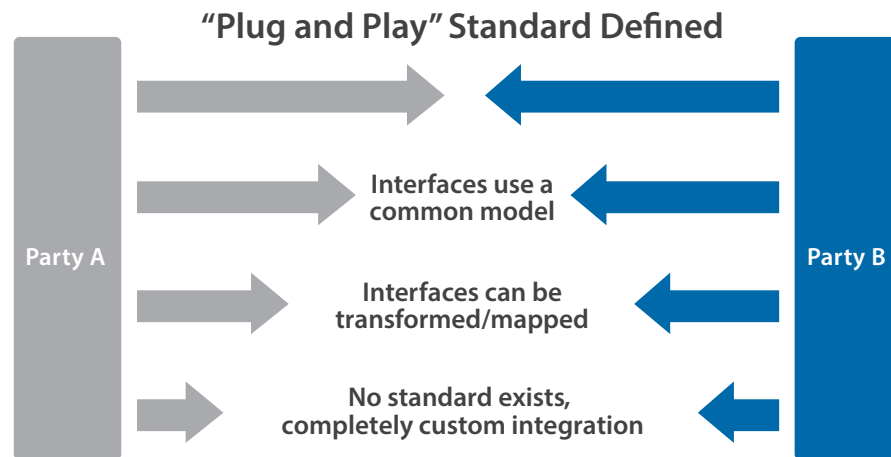 “Plug and Play” Standard Defined
Interfaces use a
common model
Party A
Party B
Interfaces can be
transformed/mapped
No standard exists,
completely custom integration